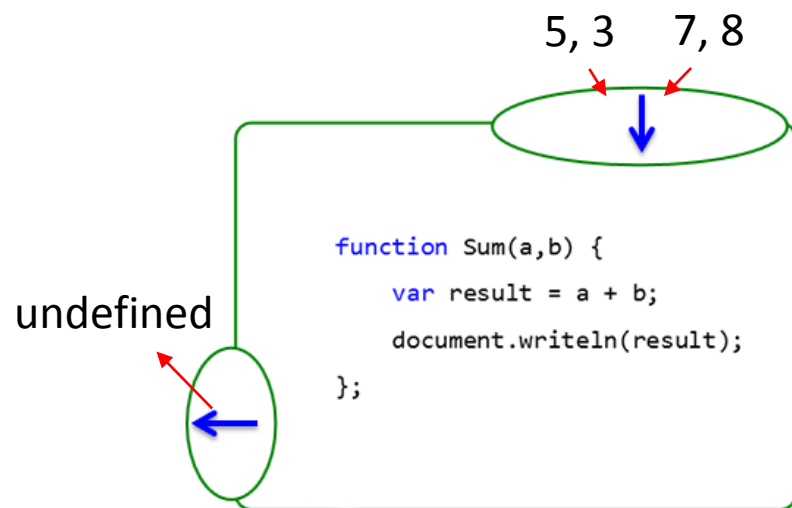 5, 3 7, 8
function Sum(a,b) {
var result = a + b;
undefined
document.writeln(result);
};